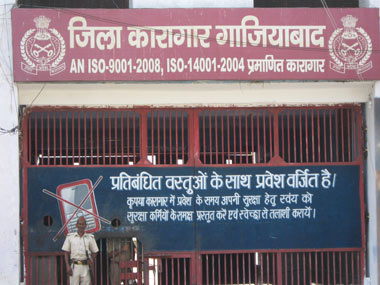 जिला कारागार गाजियाबाद
AN ISO-9001-2008, ISO-14001-2004 प्रमाणित कारागार
प्रतिबंधित वस्तुओं के साथ प्रवेश वर्जित है।
कृपया कारागार में प्रवेश के समय अपनी सुरक्षा हेतु स्वंय को
सुरक्षा कर्मियों के समक्ष प्रस्तुत करें एवं स्वेच्छा से तलाशी करायें।